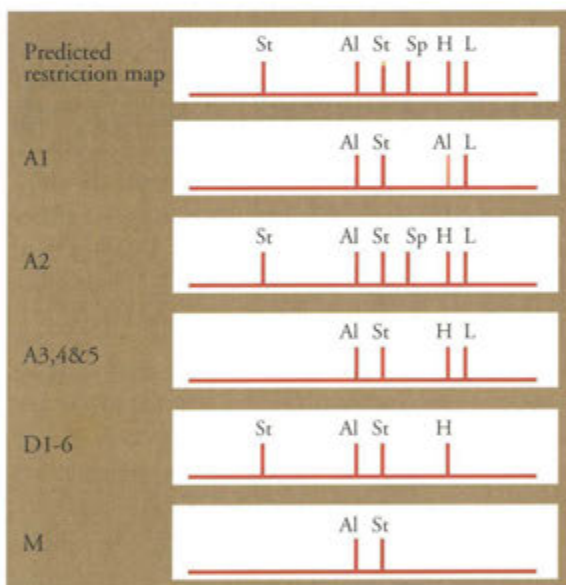 St Al St Sp H L
Predicted
restriction map
Al St Al L
A1
St Al St Sp H L
A2
Al St H L
A3,4&5
St Al St H
D1-6
Al St
M